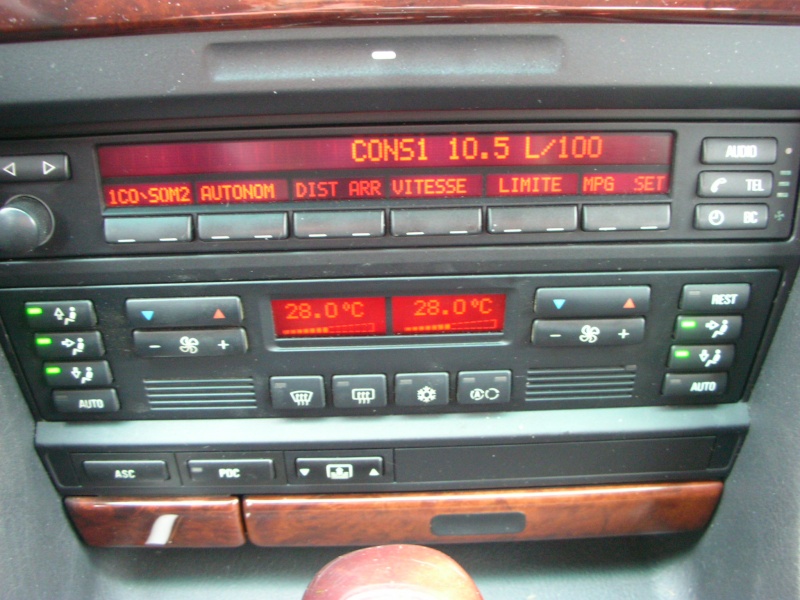 CONS1 10.5 L/100
AUDIO
1CO SOM2 AUTONOM DIST ARR VITESSE LIMITE MPG SET
TEL
BC
28.0°C 28.0°C
REST
- + - +
AUTO
AUTO
A
ASC PDC